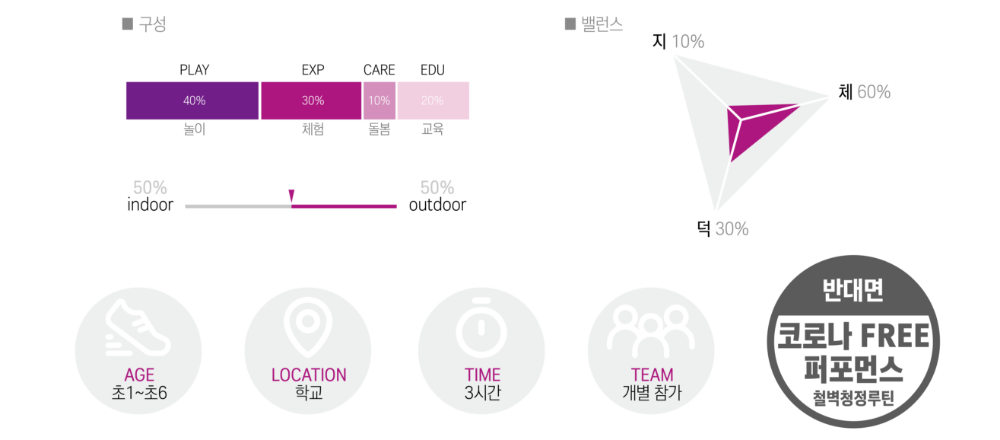 구성
PLAY EXP CARE EDU
40% 30% 10% 20%
놀이 체험 돌봄 교육
50% 50%
indoor outdoor
밸런스
지 10%
체 60%
덕 30%
AGE
초1~초6
LOCATION
학교
TIME
3시간
TEAM
개별 참가
반대면
코로나 FREE
퍼포먼스
철벽청정루틴